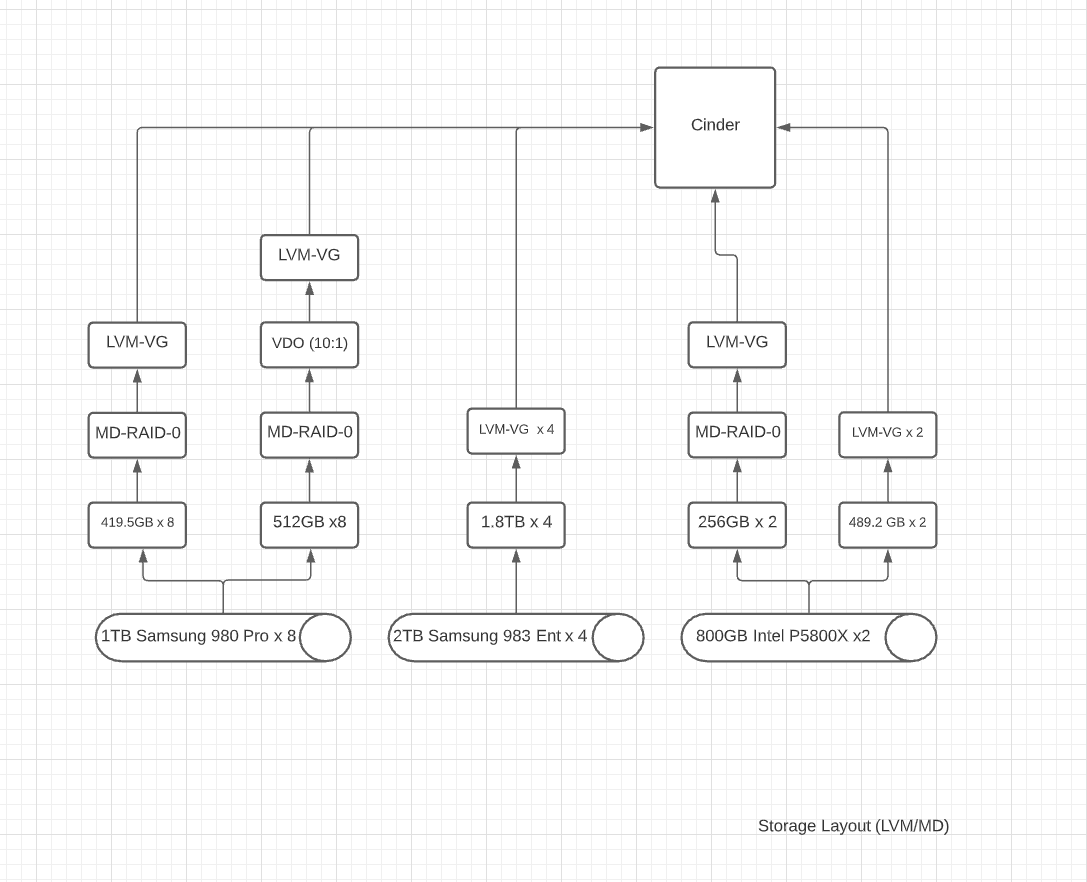 Cinder
LVM-VG
LVM-VG
VDO (10:1)
LVM-VG
MD-RAID-0
MD-RAID-0
LVM-VG  x 4
MD-RAID-0
LVM-VG x 2
419.5GB x 8
512GB x8
1.8TB x 4
256GB x 2
489.2 GB x 2
1TB Samsung 980 Pro x 8
2TB Samsung 983 Ent x 4
800GB Intel P5800X x2
Storage Layout (LVM/MD)